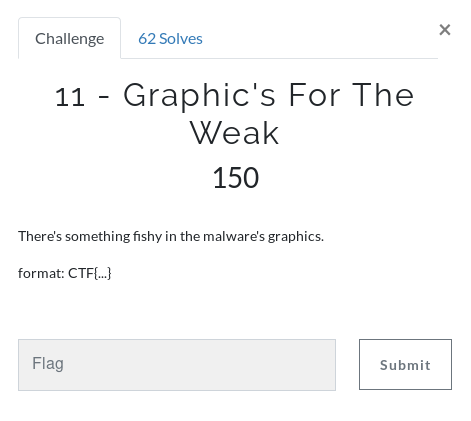 Challenge
62 Solves
×
11 - Graphic's For The
Weak
150
There's something fishy in the malware's graphics.
format: CTF{...}
Flag
Submit